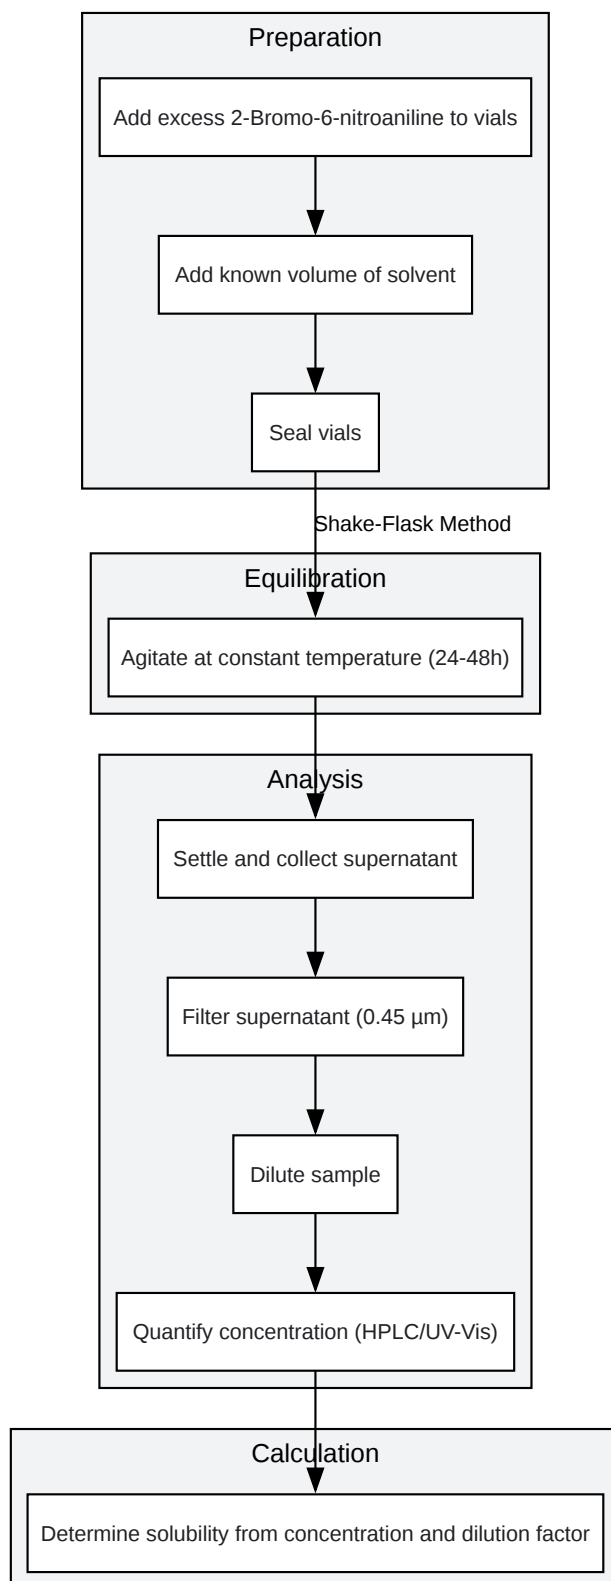 Preparation
Add excess 2-Bromo-6-nitroaniline to vials
Add known volume of solvent
Seal vials
Shake-Flask Method
Equilibration
Agitate at constant temperature (24-48h)
Analysis
Settle and collect supernatant
Filter supernatant (0.45 µm)
Dilute sample
Quantify concentration (HPLC/UV-Vis)
Calculation
Determine solubility from concentration and dilution factor